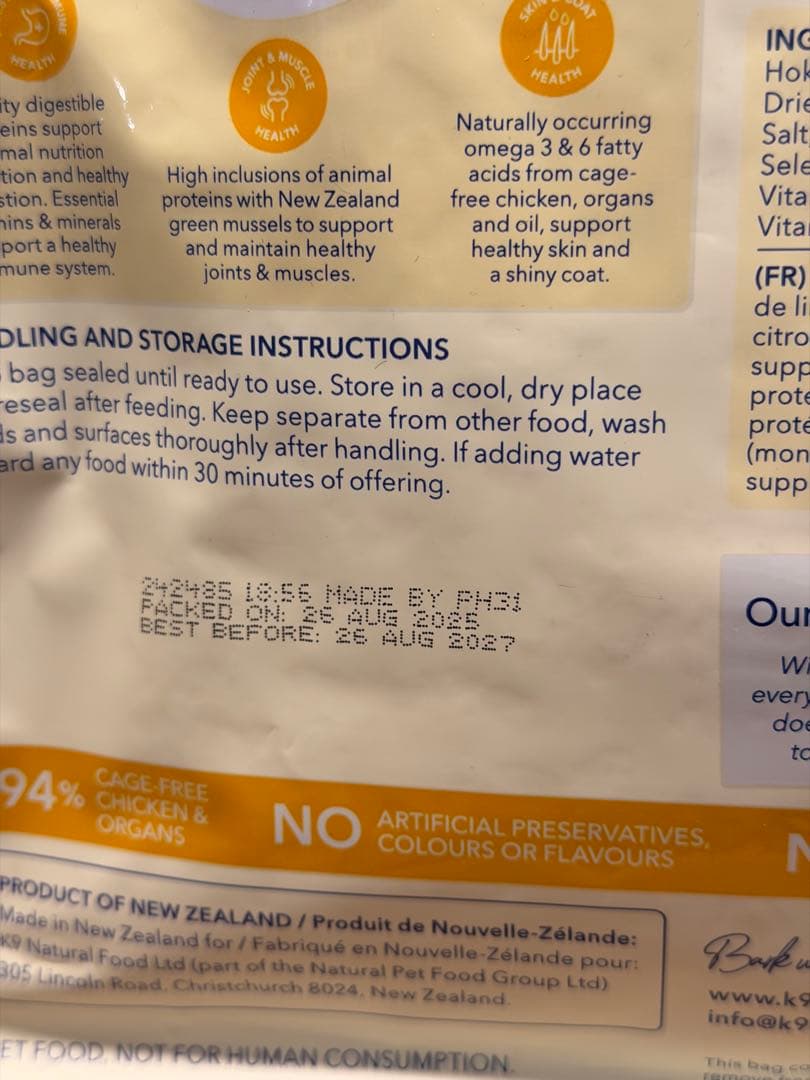 HEALTH
JOINT & MUSCLE
HEALTH
SKIN & COAT
HEALTH
ity digestible
eins support
mal nutrition
tion and healthy
stion. Essential
ins & minerals
port a healthy
mune system.
High inclusions of animal
proteins with New Zealand
green mussels to support
and maintain healthy
joints & muscles.
Naturally occurring
omega 3 & 6 fatty
acids from cage-
free chicken, organs
and oil, support
healthy skin and
a shiny coat.
DLING AND STORAGE INSTRUCTIONS
bag sealed until ready to use. Store in a cool, dry place
reseal after feeding. Keep separate from other food, wash
ds and surfaces thoroughly after handling. If adding water
ard any food within 30 minutes of offering.
242485 18:56 MADE BY PH31
PACKED ON: 26 AUG 2025
BEST BEFORE: 26 AUG 2027
94% CAGE-FREE
CHICKEN &
ORGANS
NO ARTIFICIAL PRESERVATIVES,
COLOURS OR FLAVOURS
N
PRODUCT OF NEW ZEALAND / Produit de Nouvelle-Zélande:
Made in New Zealand for / Fabriqué en Nouvelle-Zélande pour:
K9 Natural Food Ltd (part of the Natural Pet Food Group Ltd)
305 Lincoln Road, Christchurch 8024, New Zealand.
ET FOOD, NOT FOR HUMAN CONSUMPTION.
ING
Hok
Drie
Salt,
Sele
Vita
Vita
(FR)
de li
citro
supp
proté
proté
(mon
supp
Our
Wi
every
doe
to
Bark
www.k9
info@k9
This bag